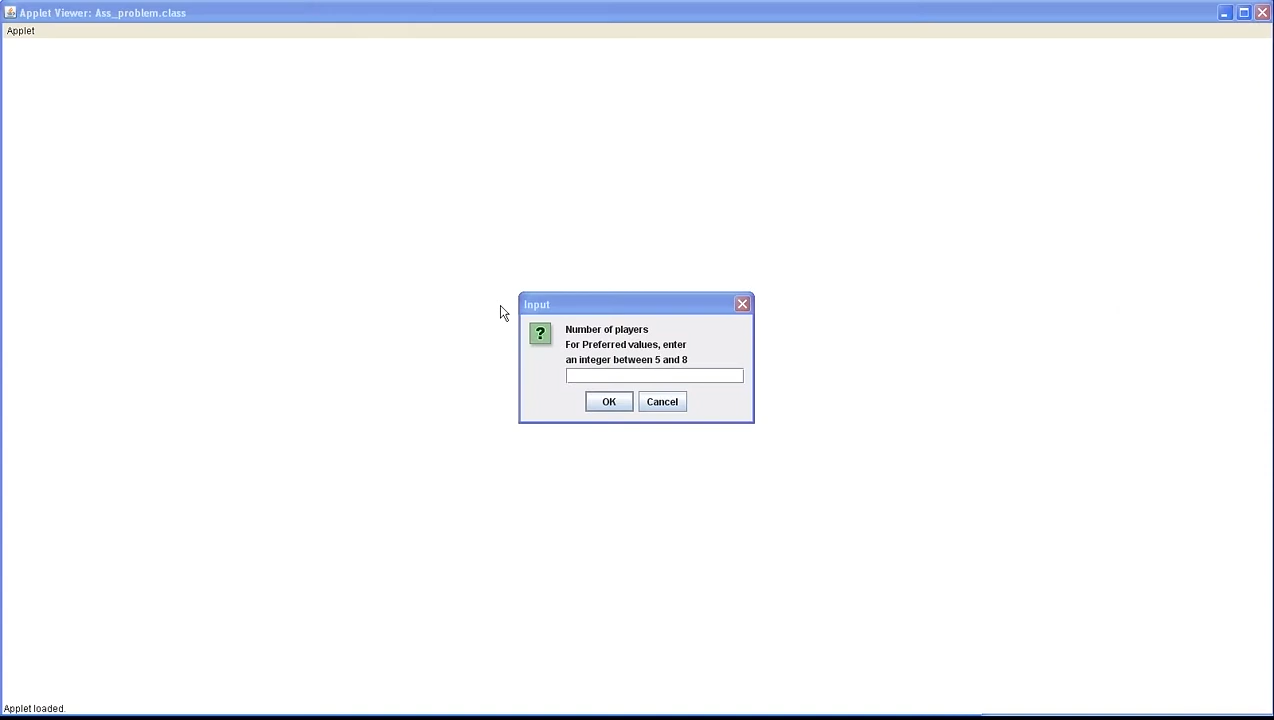 Applet Viewer: Ass_problem.class
Applet
Input
?
Number of players
For Preferred values, enter
an integer between 5 and 8
OK Cancel
Applet loaded.